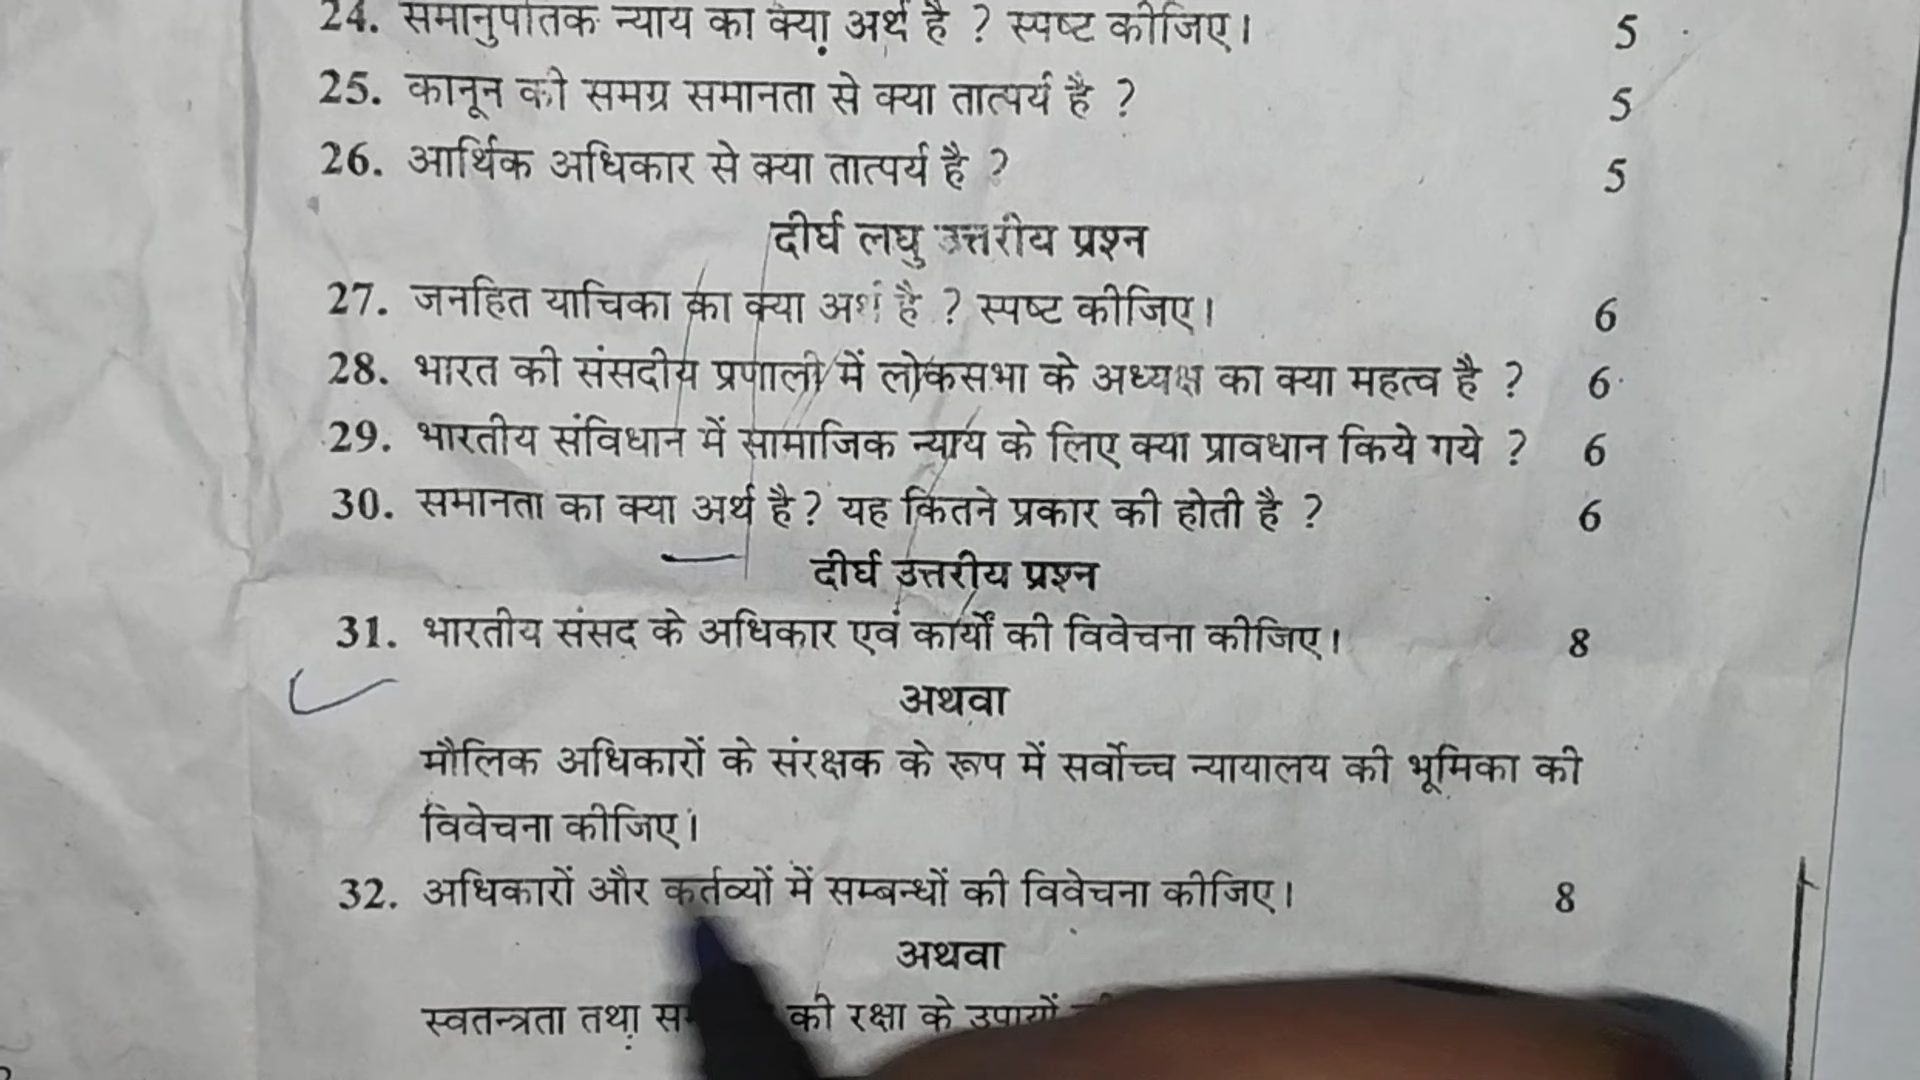 24. समानुपातिक न्याय का क्या अर्थ है ? स्पष्ट कीजिए। 5
25. कानून की समग्र समानता से क्या तात्पर्य है ? 5
26. आर्थिक अधिकार से क्या तात्पर्य है ? 5
दीर्घ लघु उत्तरीय प्रश्न
27. जनहित याचिका का क्या अर्थ है ? स्पष्ट कीजिए। 6
28. भारत की संसदीय प्रणाली में लोकसभा के अध्यक्ष का क्या महत्व है ? 6
29. भारतीय संविधान में सामाजिक न्याय के लिए क्या प्रावधान किये गये ? 6
30. समानता का क्या अर्थ है? यह कितने प्रकार की होती है ? 6
दीर्घ उत्तरीय प्रश्न
31. भारतीय संसद के अधिकार एवं कार्यों की विवेचना कीजिए। 8
अथवा
मौलिक अधिकारों के संरक्षक के रूप में सर्वोच्च न्यायालय की भूमिका की
विवेचना कीजिए।
32. अधिकारों और कर्तव्यों में सम्बन्धों की विवेचना कीजिए। 8
अथवा
स्वतन्त्रता तथा की रक्षा के उपायों